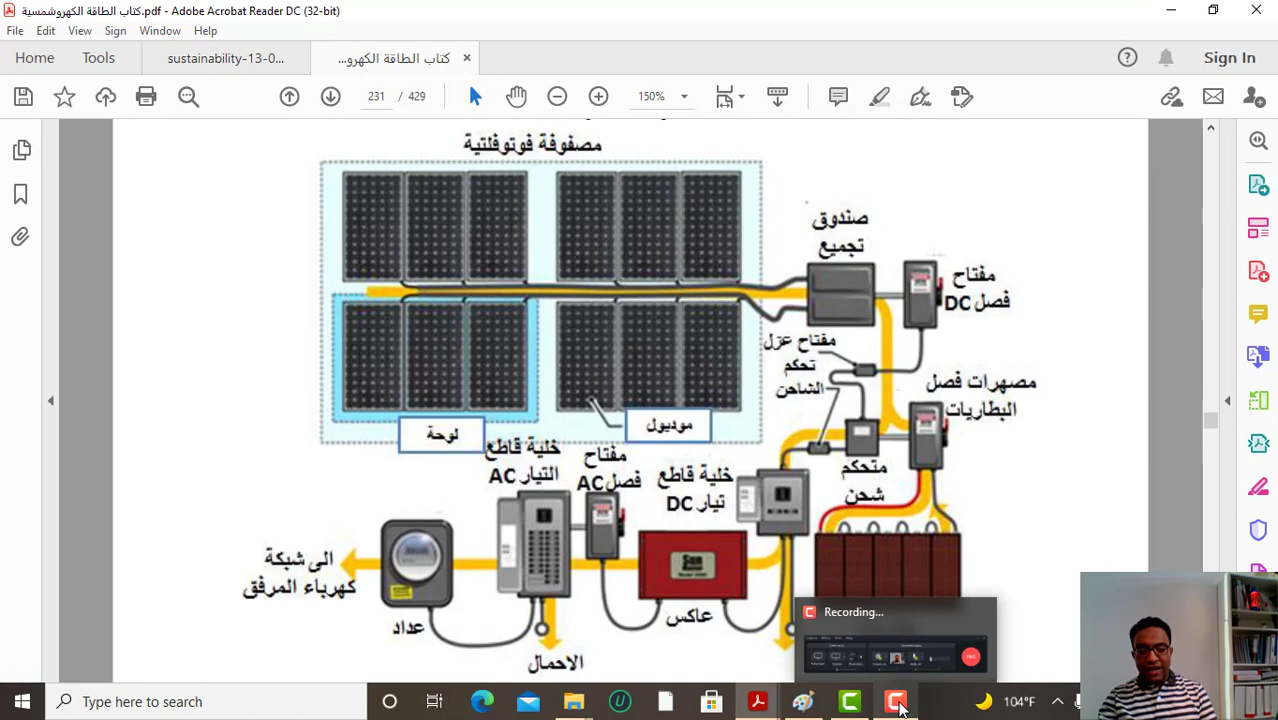 كتاب الطاقة الكهروشمسية.pdf - Adobe Acrobat Reader DC (32-bit)
File Edit View Sign Window Help
Home Tools sustainability-13-0... كتاب الطاقة الكهرو... × Sign In
231 / 429 150%
مصفوفة فوتوفلتية
صندوق
تجميع
مفتاح
فصل DC
مفتاح عزل
تحكم
الشاحن
مصهرات فصل
البطاريات
موديول
لوحة
خلية قاطع
التيار AC
مفتاح
فصل AC
خلية قاطع
تيار DC
متحكم
شحن
الى شبكة
كهرباء المرفق
عداد
عاكس
الاحمال
Sun
Recording...
Type here to search
104°F